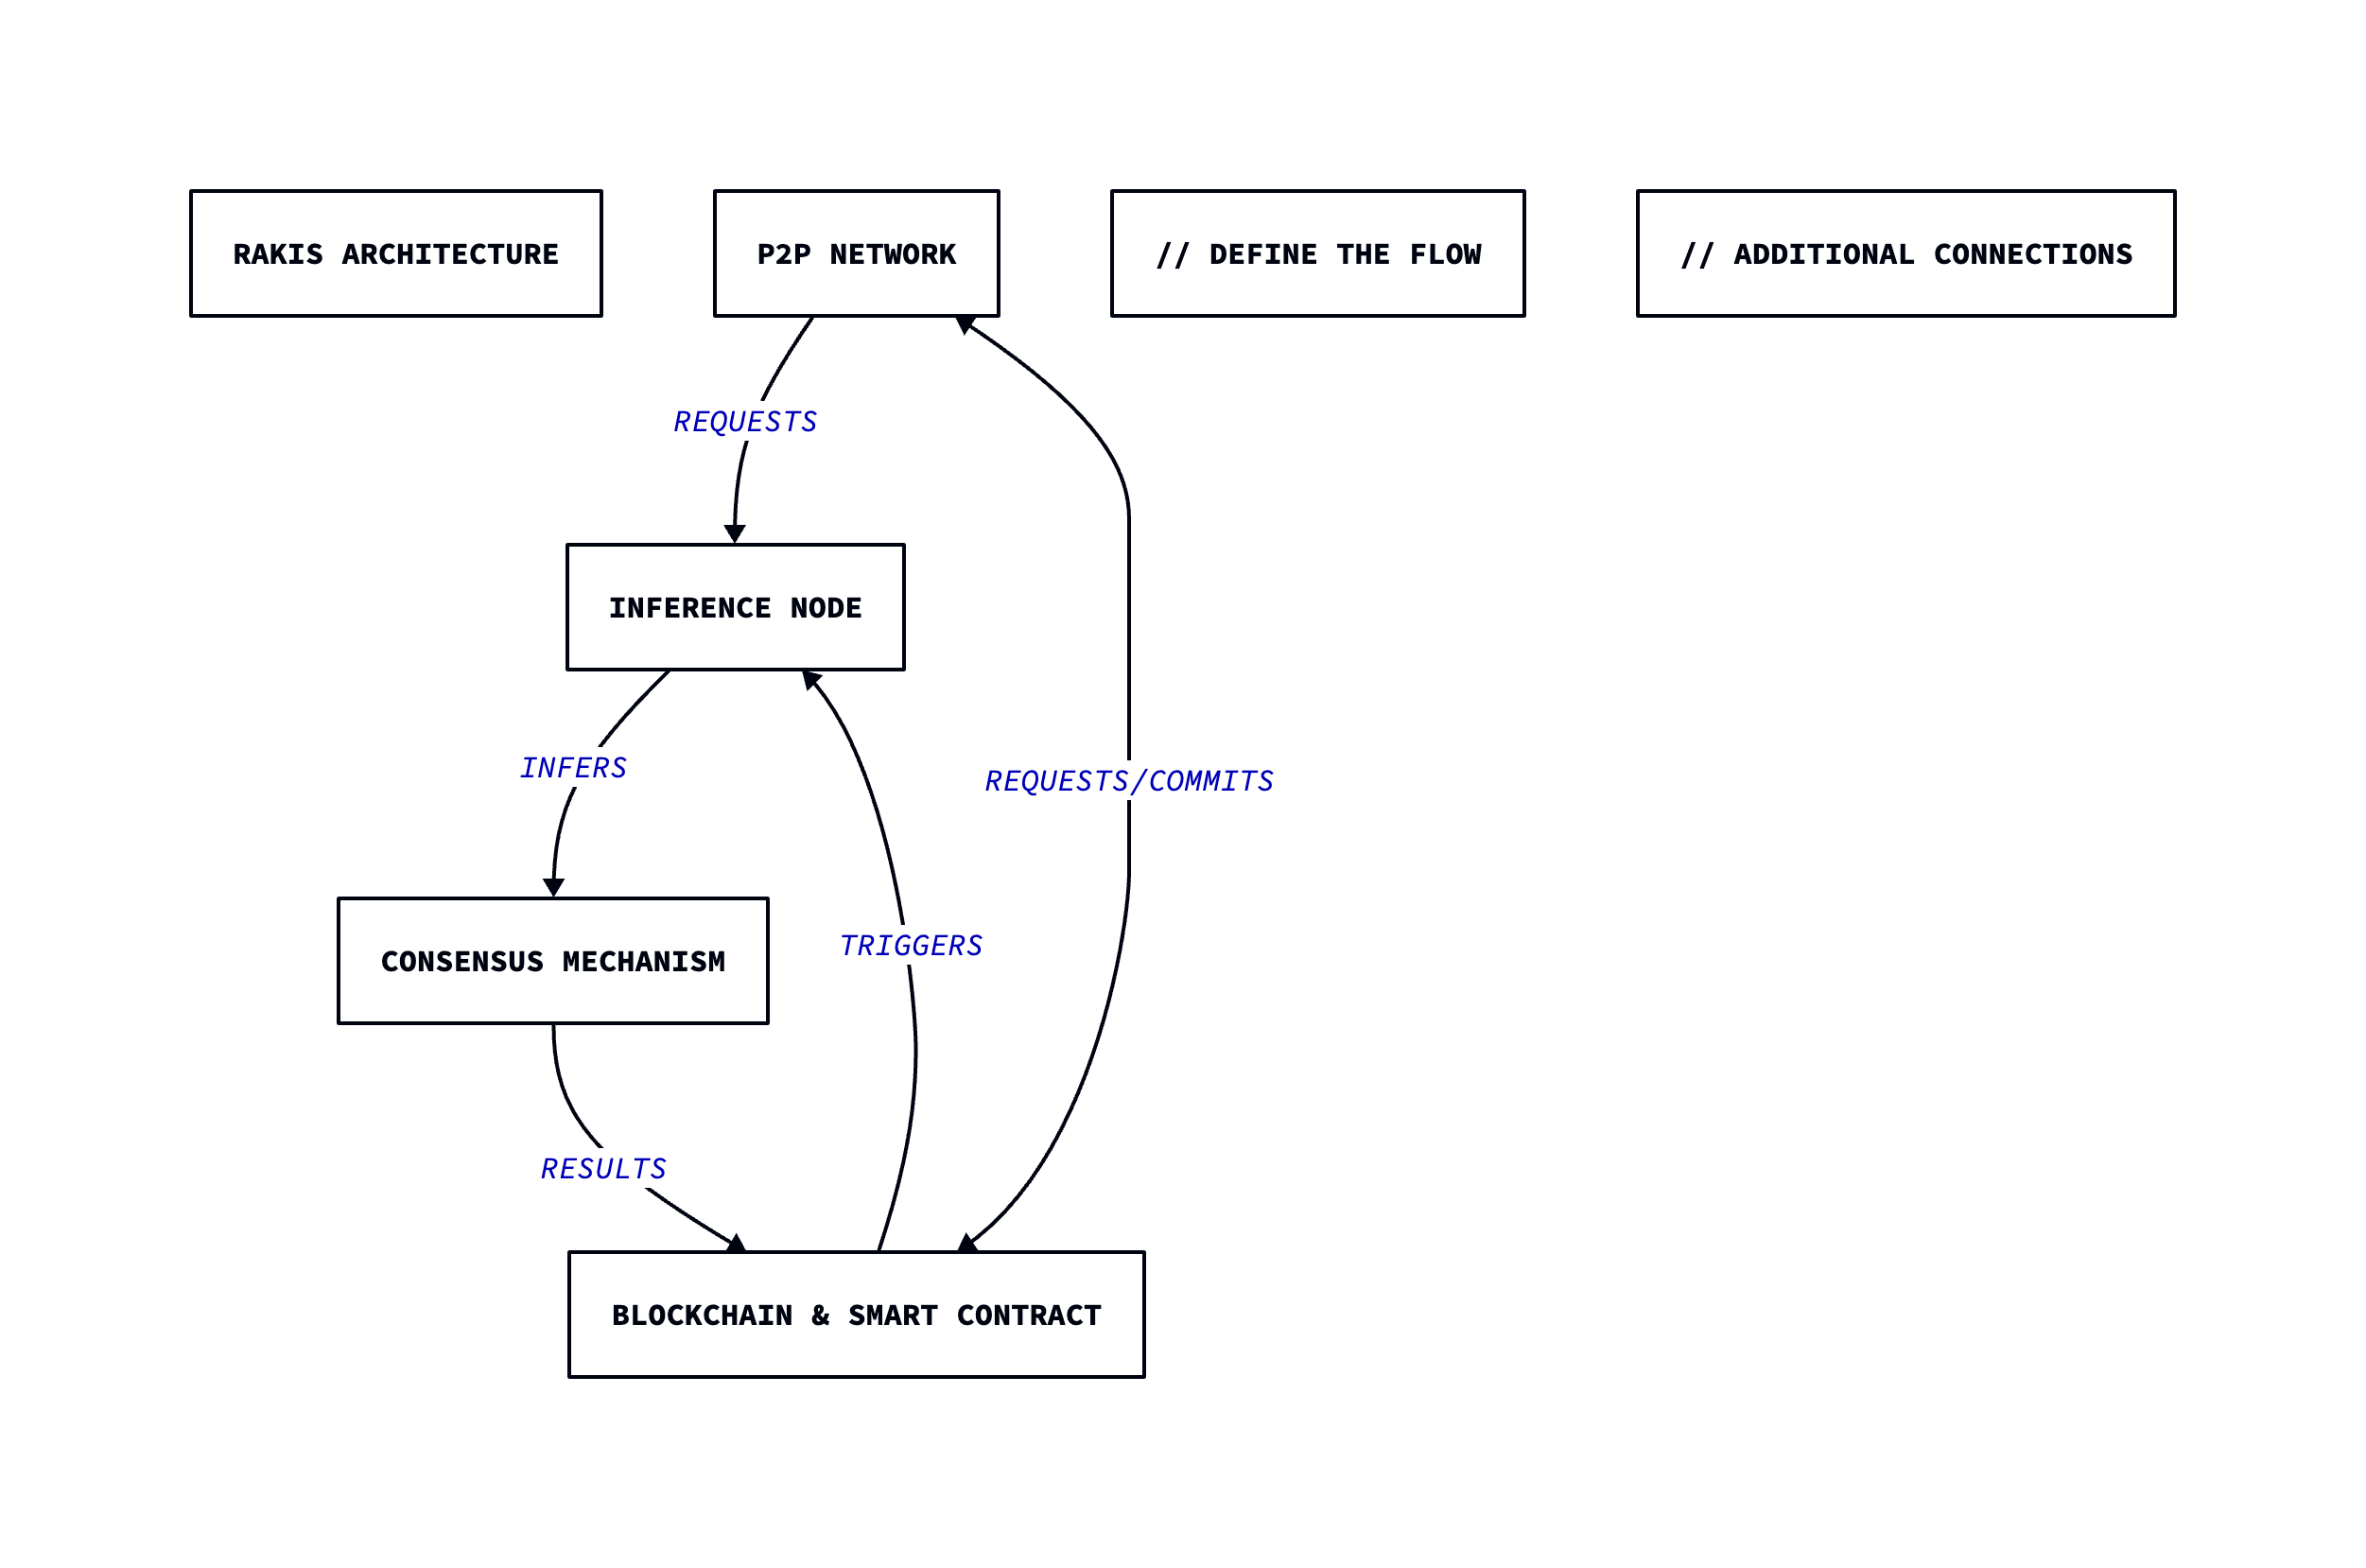 RAKIS ARCHITECTURE
P2P NETWORK
// DEFINE THE FLOW
// ADDITIONAL CONNECTIONS
REQUESTS
INFERENCE NODE
INFERS
REQUESTS/COMMITS
TRIGGERS
CONSENSUS MECHANISM
RESULTS
BLOCKCHAIN & SMART CONTRACT